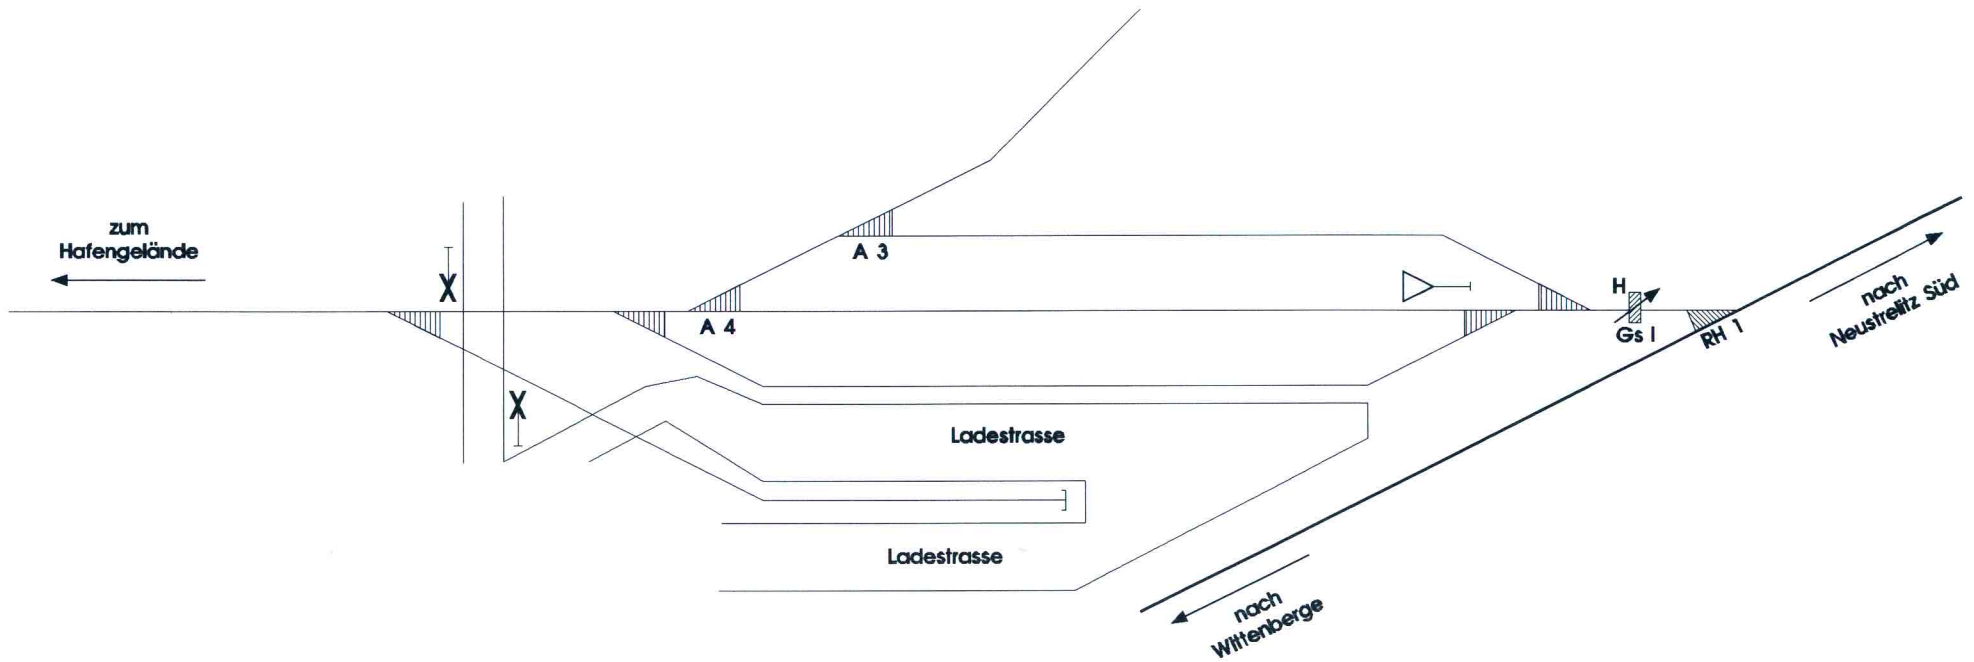 zum
Hafengelände
A 3
A 4
H
Gs I
RH 1
nach
Neustrelitz Süd
Ladestrasse
Ladestrasse
nach
Wittenberge